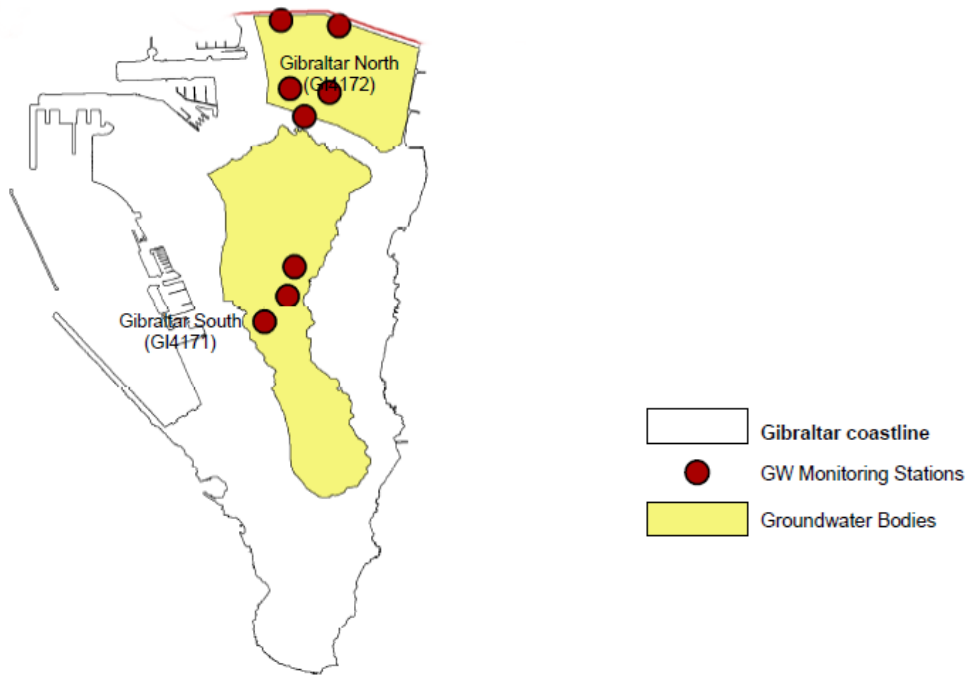 Gibraltar North
(GI4172)
Gibraltar South
(GI4171)
Gibraltar coastline
GW Monitoring Stations
Groundwater Bodies